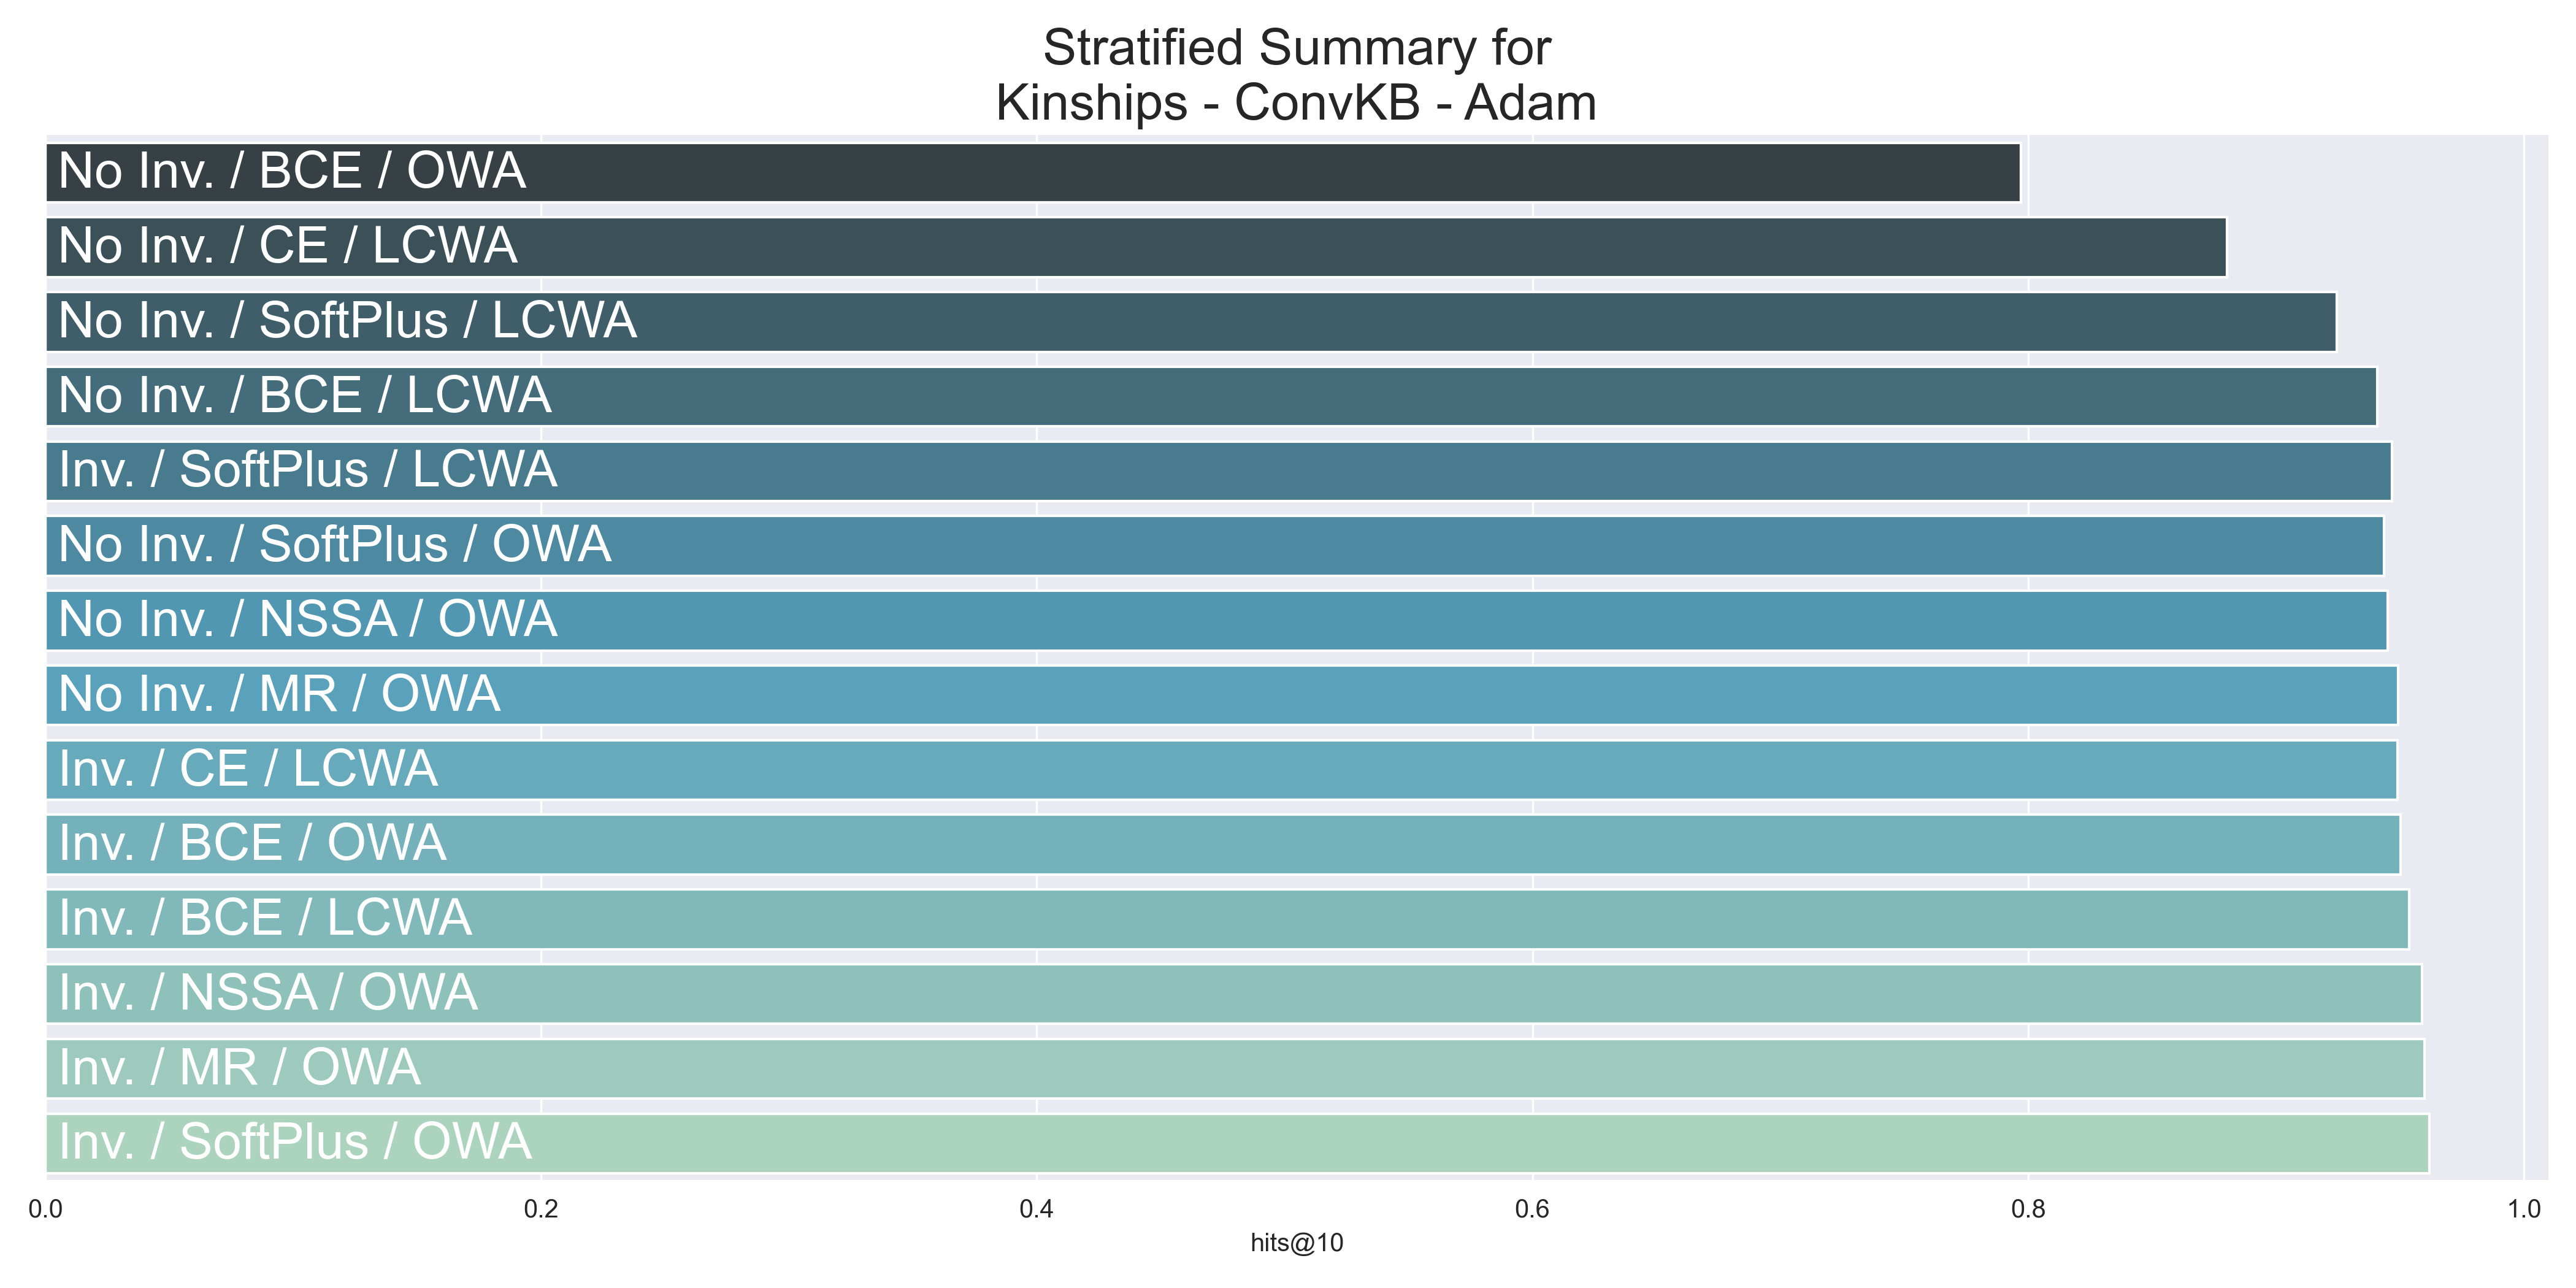 Stratified Summary for
Kinships - ConvKB - Adam
No Inv. / BCE / OWA
No Inv. / CE / LCWA
No Inv. / SoftPlus / LCWA
No Inv. / BCE / LCWA
Inv. / SoftPlus / LCWA
No Inv. / SoftPlus / OWA
No Inv. / NSSA / OWA
No Inv. / MR / OWA
Inv. / CE / LCWA
Inv. / BCE / OWA
Inv. / BCE / LCWA
Inv. / NSSA / OWA
Inv. / MR / OWA
Inv. / SoftPlus / OWA
0.0 0.2 0.4 0.6 0.8 1.0
hits@10